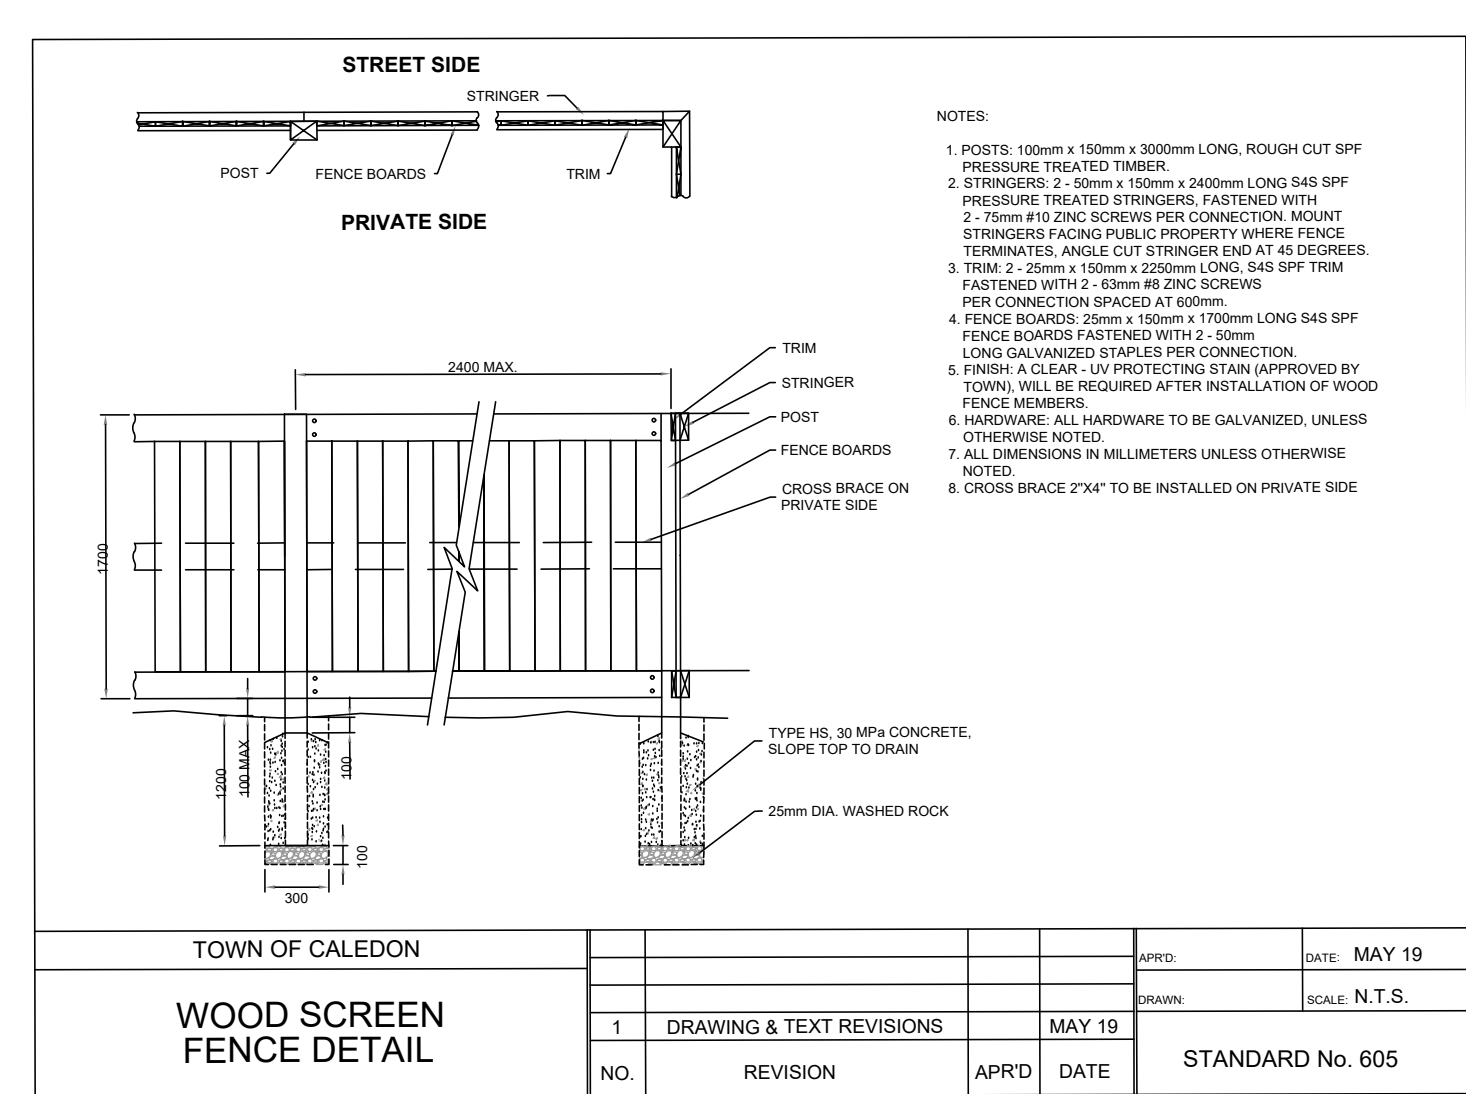 STREET SIDE
STRINGER
POST
FENCE BOARDS
TRIM
PRIVATE SIDE
NOTES:
1. POSTS: 100mm x 150mm x 3000mm LONG, ROUGH CUT SPF
PRESSURE TREATED TIMBER.
2. STRINGERS: 2 - 50mm x 150mm x 2400mm LONG S4S SPF
PRESSURE TREATED STRINGERS, FASTENED WITH
2 - 75mm #10 ZINC SCREWS PER CONNECTION. MOUNT
STRINGERS FACING PUBLIC PROPERTY WHERE FENCE
TERMINATES, ANGLE CUT STRINGER END AT 45 DEGREES.
3. TRIM: 2 - 25mm x 150mm x 2250mm LONG, S4S SPF TRIM
FASTENED WITH 2 - 63mm #8 ZINC SCREWS
PER CONNECTION SPACED AT 600mm.
4. FENCE BOARDS: 25mm x 150mm x 1700mm LONG S4S SPF
FENCE BOARDS FASTENED WITH 2 - 50mm
LONG GALVANIZED STAPLES PER CONNECTION.
5. FINISH: A CLEAR - UV PROTECTING STAIN (APPROVED BY
TOWN), WILL BE REQUIRED AFTER INSTALLATION OF WOOD
FENCE MEMBERS.
6. HARDWARE: ALL HARDWARE TO BE GALVANIZED, UNLESS
OTHERWISE NOTED.
7. ALL DIMENSIONS IN MILLIMETERS UNLESS OTHERWISE
NOTED.
8. CROSS BRACE 2"X4" TO BE INSTALLED ON PRIVATE SIDE
2400 MAX.
TRIM
STRINGER
POST
FENCE BOARDS
CROSS BRACE ON
PRIVATE SIDE
1700
1200
100 MAX
100
100
300
TYPE HS, 30 MPa CONCRETE,
SLOPE TOP TO DRAIN
25mm DIA. WASHED ROCK
TOWN OF CALEDON
WOOD SCREEN
FENCE DETAIL
1 DRAWING & TEXT REVISIONS MAY 19
NO. REVISION APR'D DATE
APR'D: DATE: MAY 19
DRAWN: SCALE: N.T.S.
STANDARD No. 605